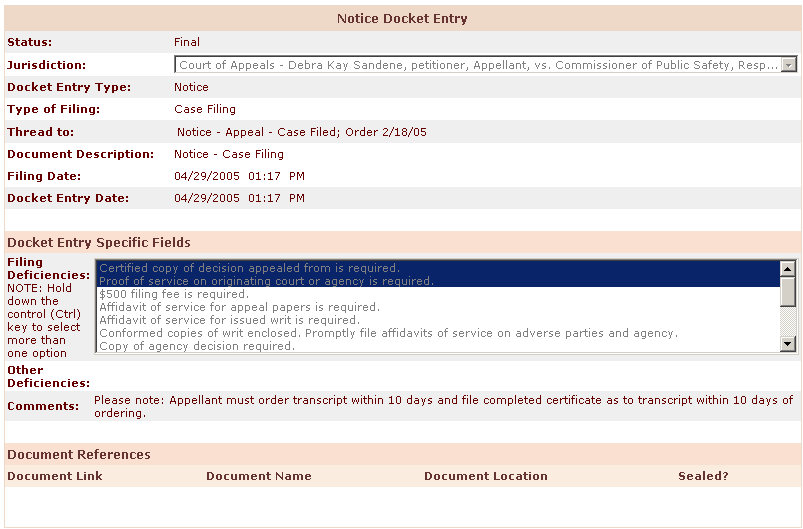 Notice Docket Entry
Status: Final
Jurisdiction: Court of Appeals - Debra Kay Sandene, petitioner, Appellant, vs. Commissioner of Public Safety, Resp...
Docket Entry Type: Notice
Type of Filing: Case Filing
Thread to: Notice - Appeal - Case Filed; Order 2/18/05
Document Description: Notice - Case Filing
Filing Date: 04/29/2005 01:17 PM
Docket Entry Date: 04/29/2005 01:17 PM
Docket Entry Specific Fields
Filing
Deficiencies:
NOTE: Hold
down the
control (Ctrl)
key to select
more than
one option
Certified copy of decision appealed from is required.
Proof of service on originating court or agency is required.
$500 filing fee is required.
Affidavit of service for appeal papers is required.
Affidavit of service for issued writ is required.
Conformed copies of writ enclosed. Promptly file affidavits of service on adverse parties and agency.
Copy of agency decision required.
Other
Deficiencies:
Comments:
Please note: Appellant must order transcript within 10 days and file completed certificate as to transcript within 10 days of
ordering.
Document References
Document Link Document Name Document Location Sealed?